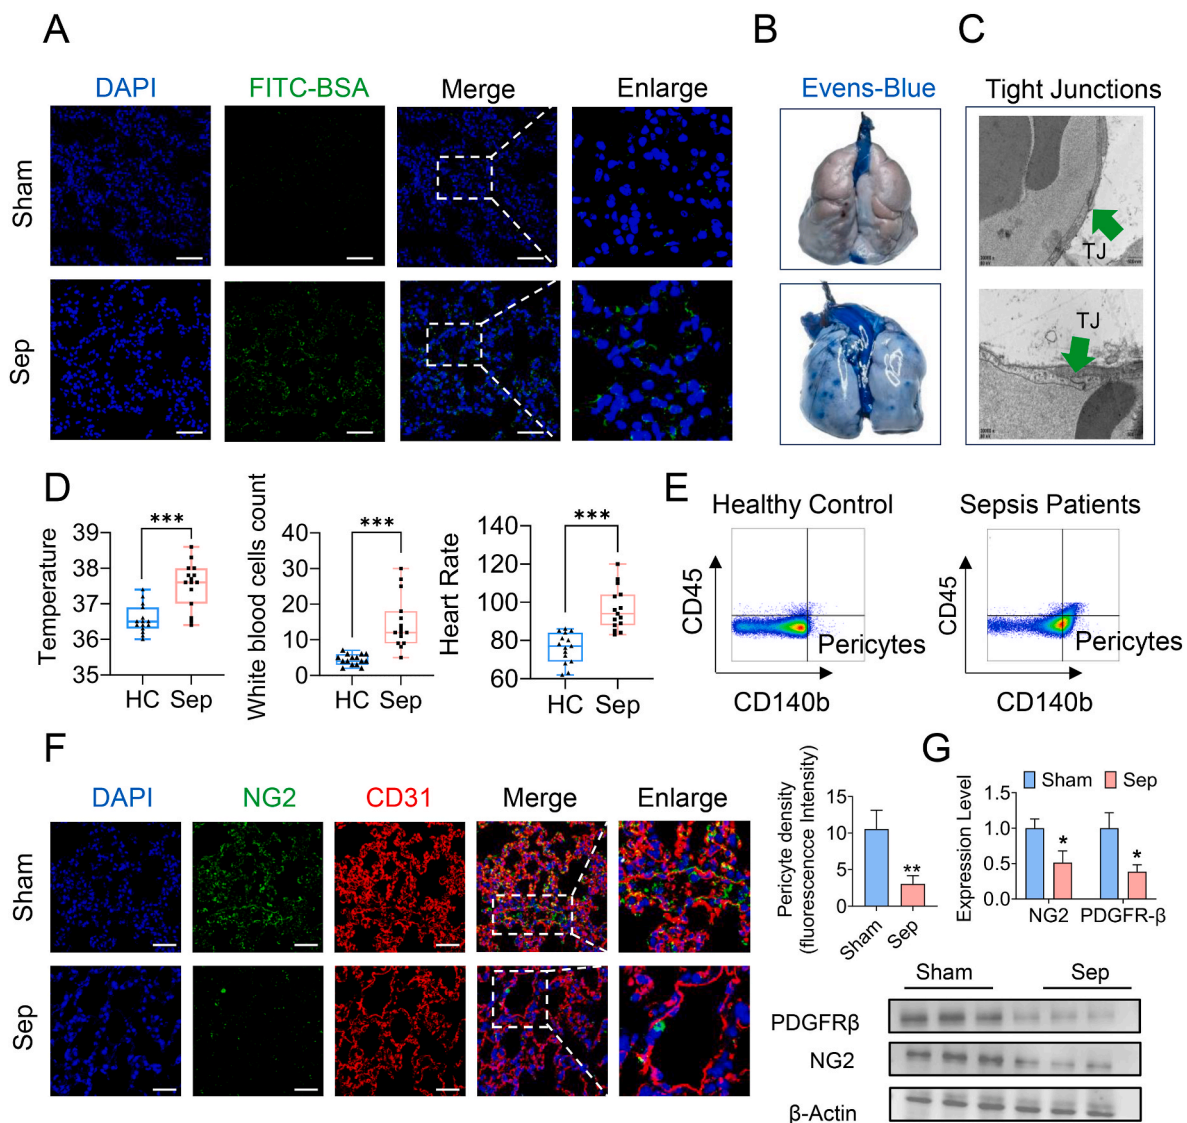 A
B
C
DAPI
FITC-BSA
Merge
Enlarge
Evens-Blue
Tight Junctions
Sham
Sep
TJ
TJ
D
E
Temperature
39
38
37
36
35
***
HC
Sep
White blood cells count
40
30
20
10
0
***
HC
Sep
Heart Rate
140
120
100
80
60
***
HC
Sep
Healthy Control
Sepsis Patients
CD45
Pericytes
CD140b
CD45
Pericytes
CD140b
F
G
DAPI
NG2
CD31
Merge
Enlarge
Sham
Sep
Pericyte density
(fluorescencce Intensity)
15
10
5
0
**
Sham
Sep
Sham
Sep
Expression Level
1.5
1.0
0.5
0.0
*
*
NG2
PDGFR-β
Sham
Sep
PDGFRβ
NG2
β-Actin